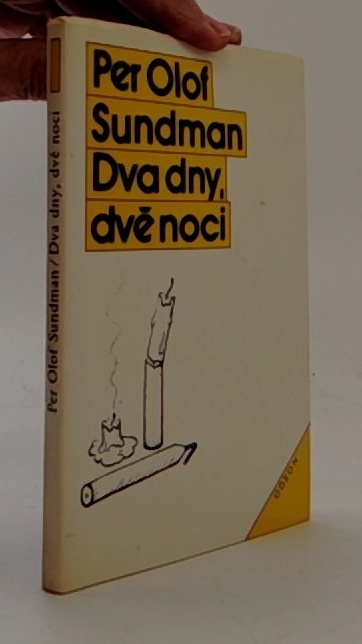 Per Olof
Sundman
Dva dny,
dvě noci
Per Olof Sundman / Dva dny, dvě noci
ODEON